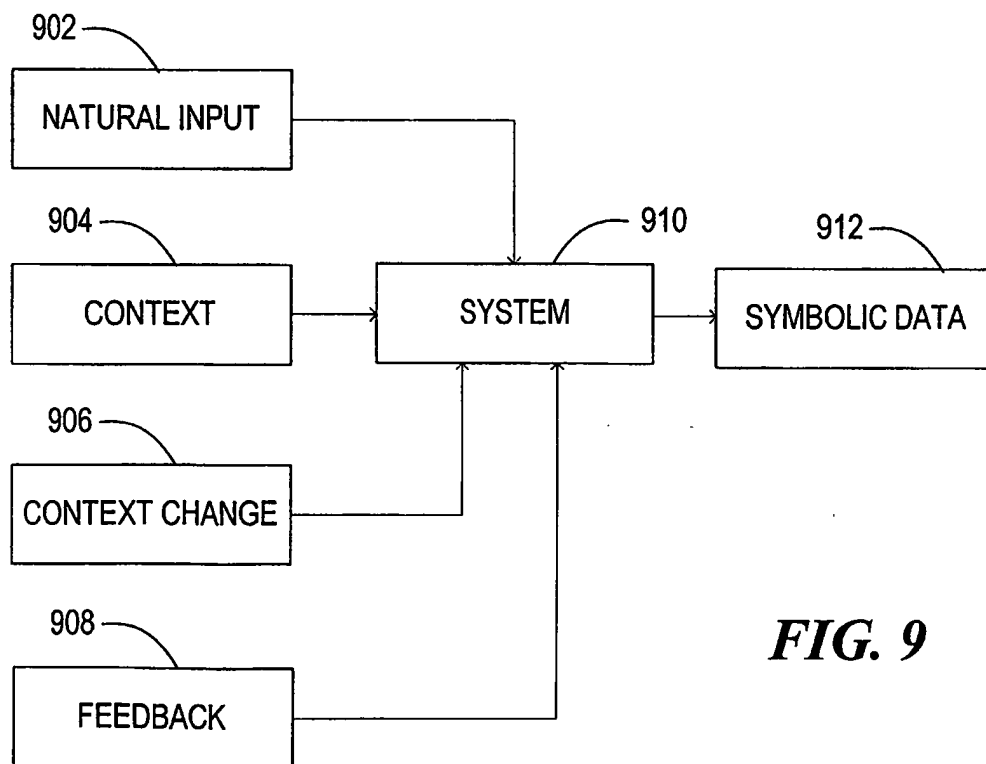 902
NATURAL INPUT
904
CONTEXT
910
SYSTEM
912
SYMBOLIC DATA
906
CONTEXT CHANGE
908
FEEDBACK
FIG. 9